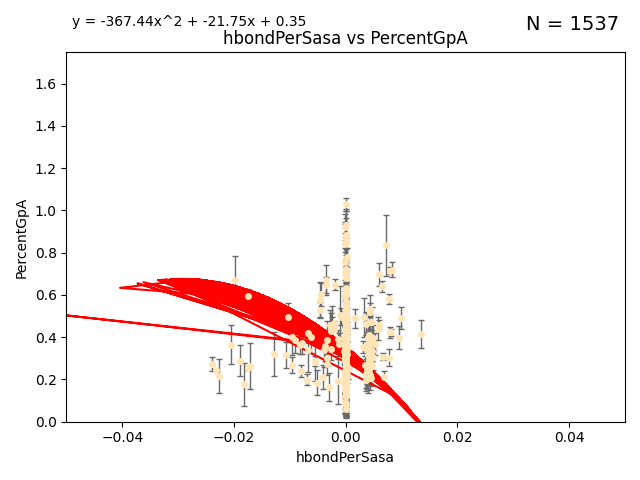 y = -367.44x^2 + -21.75x + 0.35
N = 1537
hbondPerSasa vs PercentGpA
PercentGpA
1.6
1.4
1.2
1.0
0.8
0.6
0.4
0.2
0.0
−0.04
−0.02
0.00
0.02
0.04
hbondPerSasa